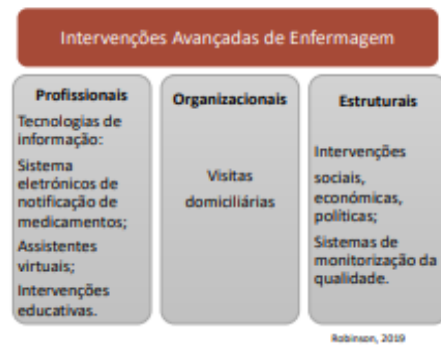 Intervenções Avançadas de Enfermagem
Profissionais
Tecnologias de
informação:
Sistema
eletrónicos de
notificação de
medicamentos;
Assistentes
virtuais;
Intervenções
educativas.
Organizacionais
Visitas
domiciliárias
Estruturais
Intervenções
sociais,
económicas,
políticas;
Sistemas de
monitorização da
qualidade.
Robinson, 2019